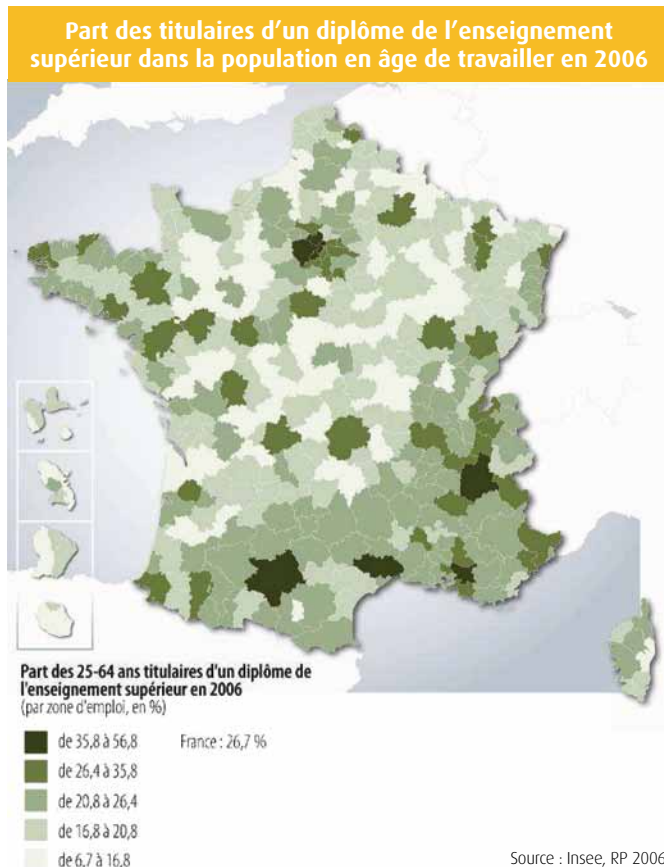 Part des titulaires d'un diplôme de l'enseignement
supérieur dans la population en âge de travailler en 2006
Part des 25-64 ans titulaires d'un diplôme de
l'enseignement supérieur en 2006
(par zone d'emploi, en %)
de 35,8 à 56,8
France : 26,7 %
de 26,4 à 35,8
de 20,8 à 26,4
de 16,8 à 20,8
de 6,7 à 16,8
Source : Insee, RP 2006